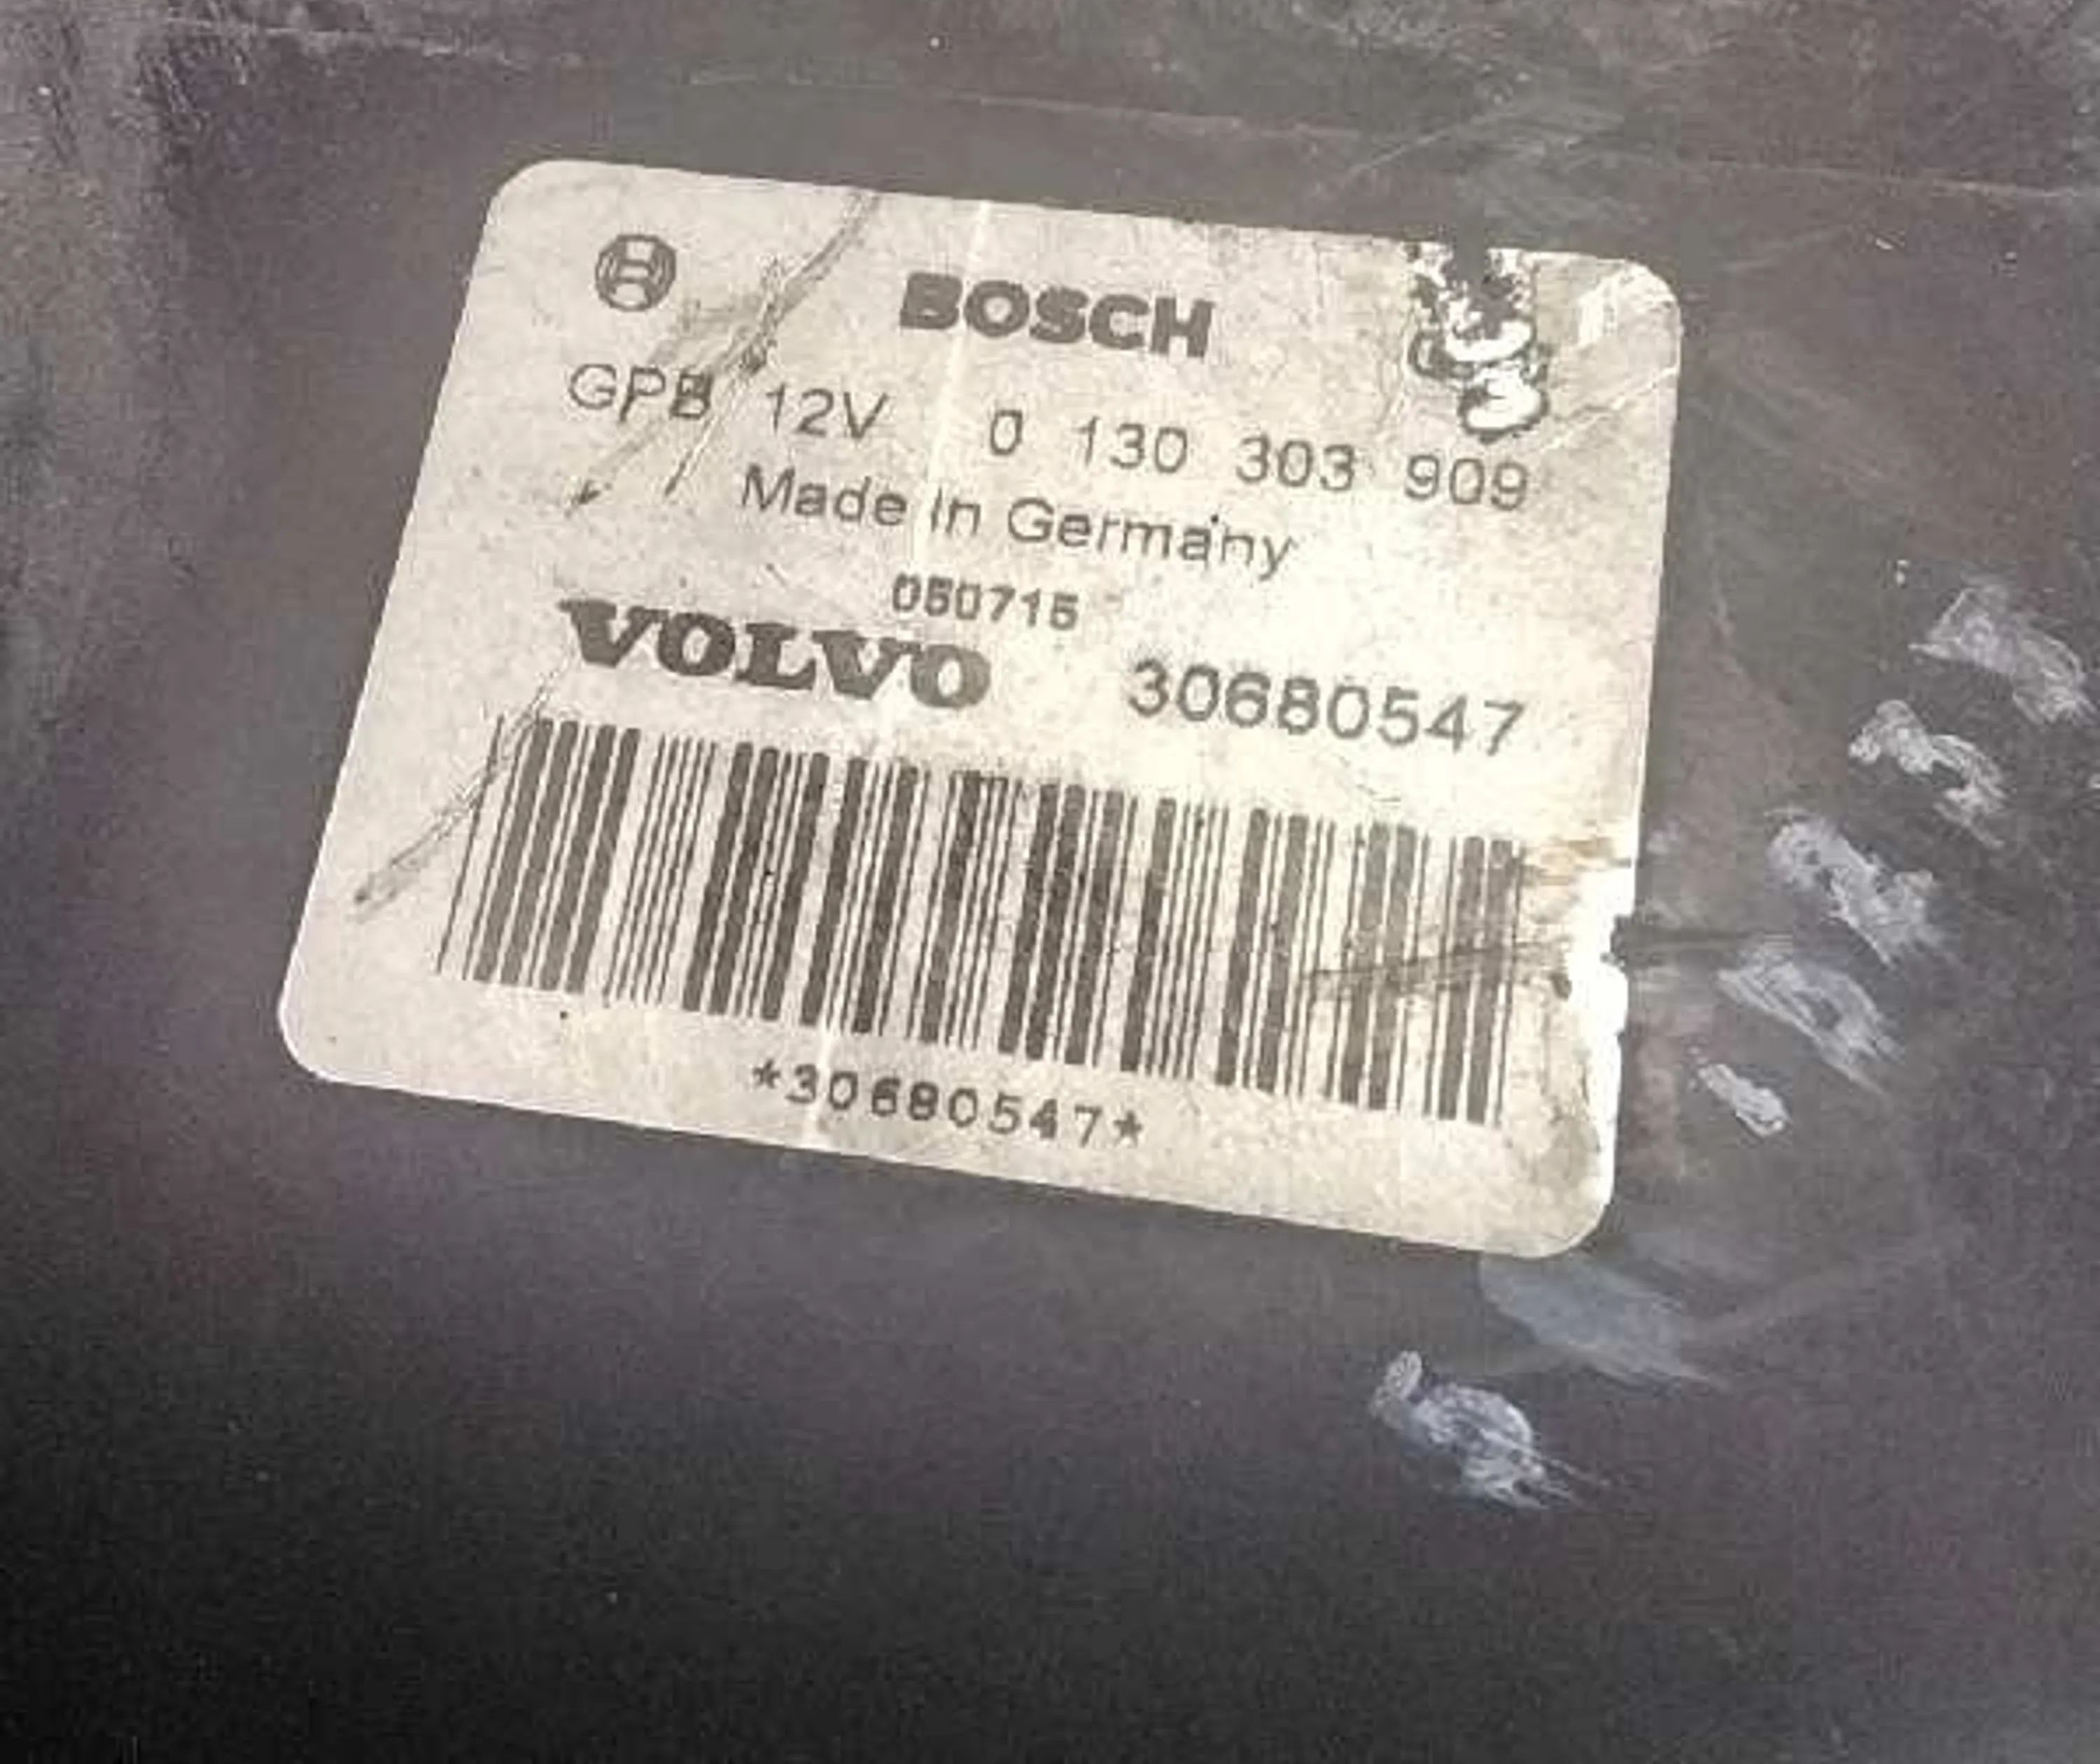 BOSCH
GPB 12V 0 130 303 909
Made in Germany
050715
VOLVO 30680547
*30680547*